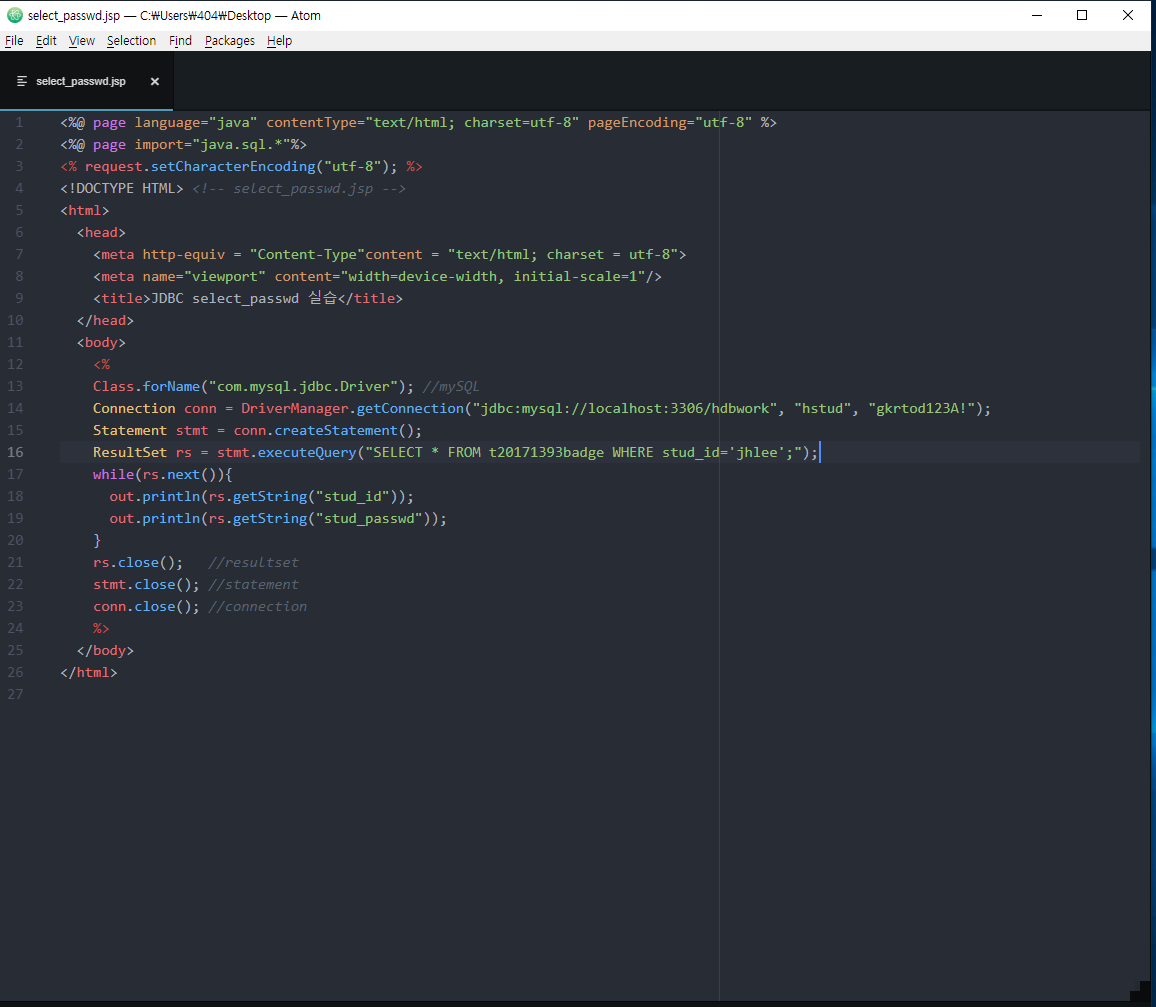 select_passwd.jsp — C:₩Users₩404₩Desktop — Atom
File Edit View Selection Find Packages Help
select_passwd.jsp
1 <%@ page language="java" contentType="text/html; charset=utf-8" pageEncoding="utf-8" %>
2 <%@ page import="java.sql.*"%>
3 <% request.setCharacterEncoding("utf-8"); %>
4 <!DOCTYPE HTML> <!-- select_passwd.jsp -->
5 <html>
6 <head>
7 <meta http-equiv = "Content-Type"content = "text/html; charset = utf-8">
8 <meta name="viewport" content="width=device-width, initial-scale=1"/>
9 <title>JDBC select_passwd 실습</title>
10 </head>
11 <body>
12 <%
13 Class.forName("com.mysql.jdbc.Driver"); //mySQL
14 Connection conn = DriverManager.getConnection("jdbc:mysql://localhost:3306/hdbwork", "hstud", "gkrtod123A!");
15 Statement stmt = conn.createStatement();
16 ResultSet rs = stmt.executeQuery("SELECT * FROM t20171393badge WHERE stud_id='jhlee';");
17 while(rs.next()){
18 out.println(rs.getString("stud_id"));
19 out.println(rs.getString("stud_passwd"));
20 }
21 rs.close(); //resultset
22 stmt.close(); //statement
23 conn.close(); //connection
24 %>
25 </body>
26 </html>
27